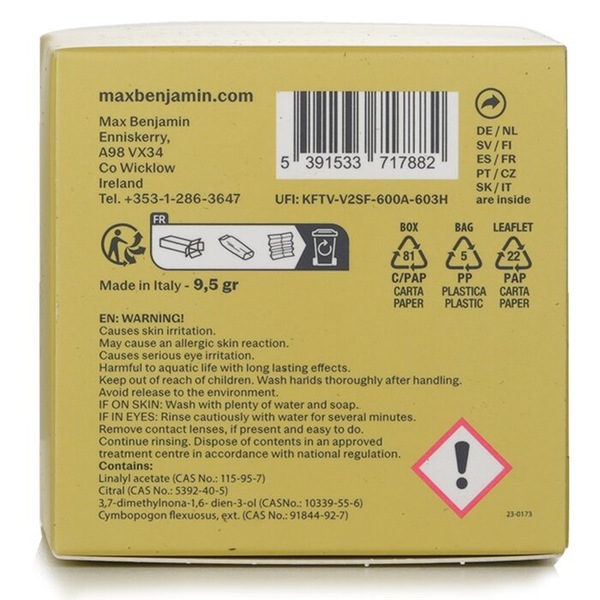 maxbenjamin.com
Max Benjamin
Enniskerry,
A98 VX34
Co Wicklow
Ireland
Tel. +353-1-286-3647
5 391533 717882
UFI: KFTV-V2SF-600A-603H
DE / NL
SV / FI
ES / FR
PT / CZ
SK / IT
are inside
FR
Made in Italy - 9,5 gr
BOX
81
C/PAP
CARTA
PAPER
BAG
5
PP
PLASTICA
PLASTIC
LEAFLET
22
PAP
CARTA
PAPER
EN: WARNING!
Causes skin irritation.
May cause an allergic skin reaction.
Causes serious eye irritation.
Harmful to aquatic life with long lasting effects.
Keep out of reach of children. Wash hands thoroughly after handling.
Avoid release to the environment.
IF ON SKIN: Wash with plenty of water and soap.
IF IN EYES: Rinse cautiously with water for several minutes.
Remove contact lenses, if present and easy to do.
Continue rinsing. Dispose of contents in an approved
treatment centre in accordance with national regulation.
Contains:
Linalyl acetate (CAS No.: 115-95-7)
Citral (CAS No.: 5392-40-5)
3,7-dimethylnona-1,6- dien-3-ol (CASNo.: 10339-55-6)
Cymbopogon flexuosus, ext. (CAS No.: 91844-92-7)
23-0173